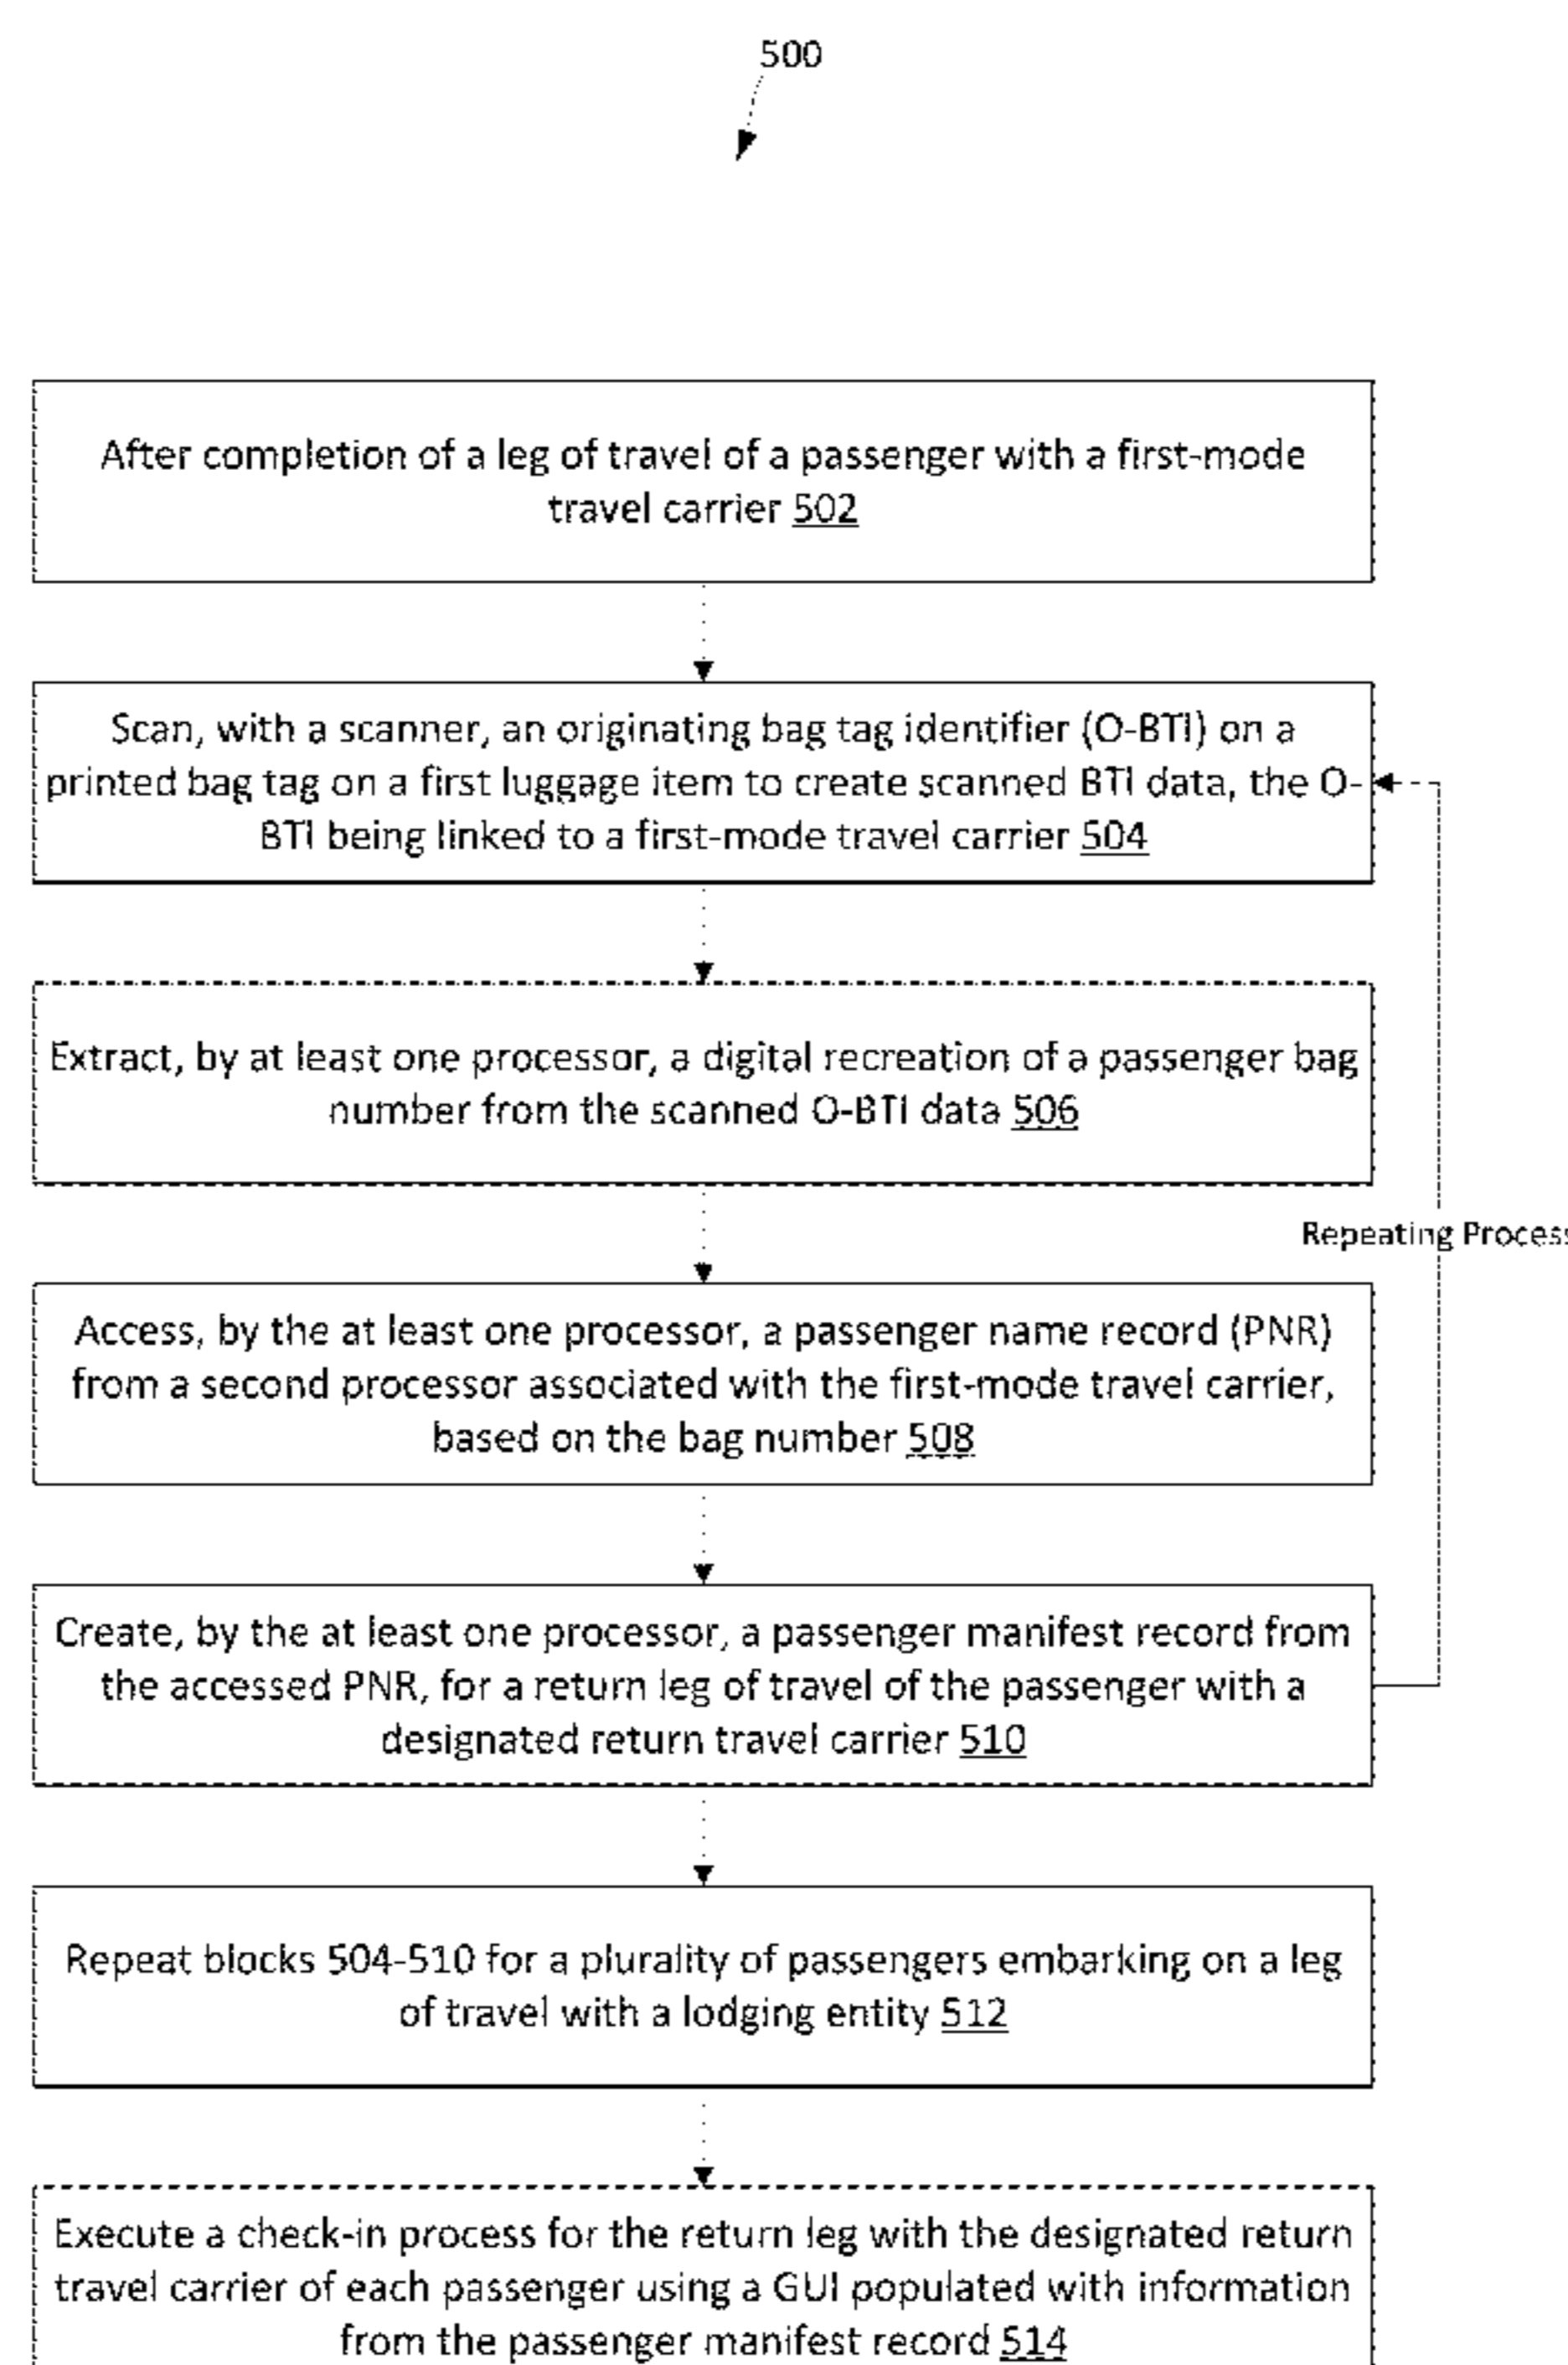 500
After completion of a leg of travel of a passenger with a first-mode
travel carrier 502
Scan, with a scanner, an originating bag tag identifier (O-BTI) on a
printed bag tag on a first luggage item to create scanned BTI data, the O-
BTI being linked to a first-mode travel carrier 504
Extract, by at least one processor, a digital recreation of a passenger bag
number from the scanned O-BTI data 506
Repeating Process
Access, by the at least one processor, a passenger name record (PNR)
from a second processor associated with the first-mode travel carrier,
based on the bag number 508
Create, by the at least one processor, a passenger manifest record from
the accessed PNR, for a return leg of travel of the passenger with a
designated return travel carrier 510
Repeat blocks 504-510 for a plurality of passengers embarking on a leg
of travel with a lodging entity 512
Execute a check-in process for the return leg with the designated return
travel carrier of each passenger using a GUI populated with information
from the passenger manifest record 514